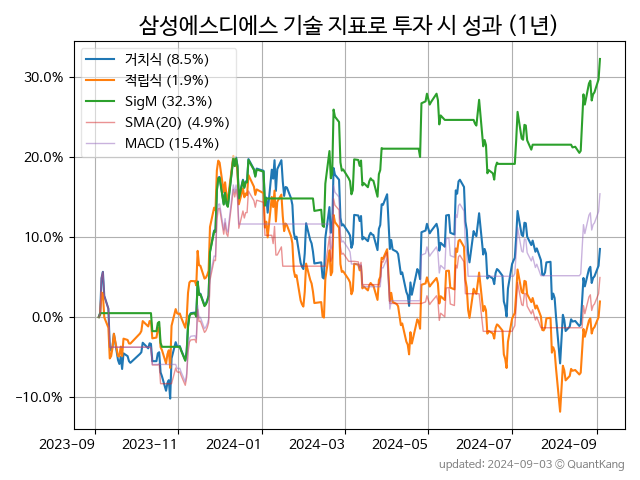 삼성에스디에스 기술 지표로 투자 시 성과 (1년)
거치식 (8.5%)
적립식 (1.9%)
SigM (32.3%)
SMA(20) (4.9%)
MACD (15.4%)
30.0%
20.0%
10.0%
0.0%
−10.0%
2023-09 2023-11 2024-01 2024-03 2024-05 2024-07 2024-09
updated: 2024-09-03 © QuantKang